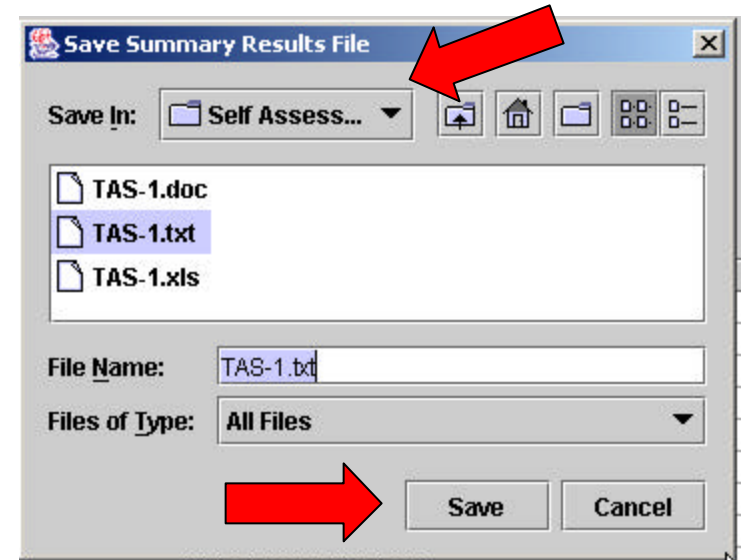 Save Summary Results File
Save In: Self Assess...
TAS-1.doc
TAS-1.txt
TAS-1.xls
File Name: TAS-1.txt
Files of Type: All Files
Save Cancel